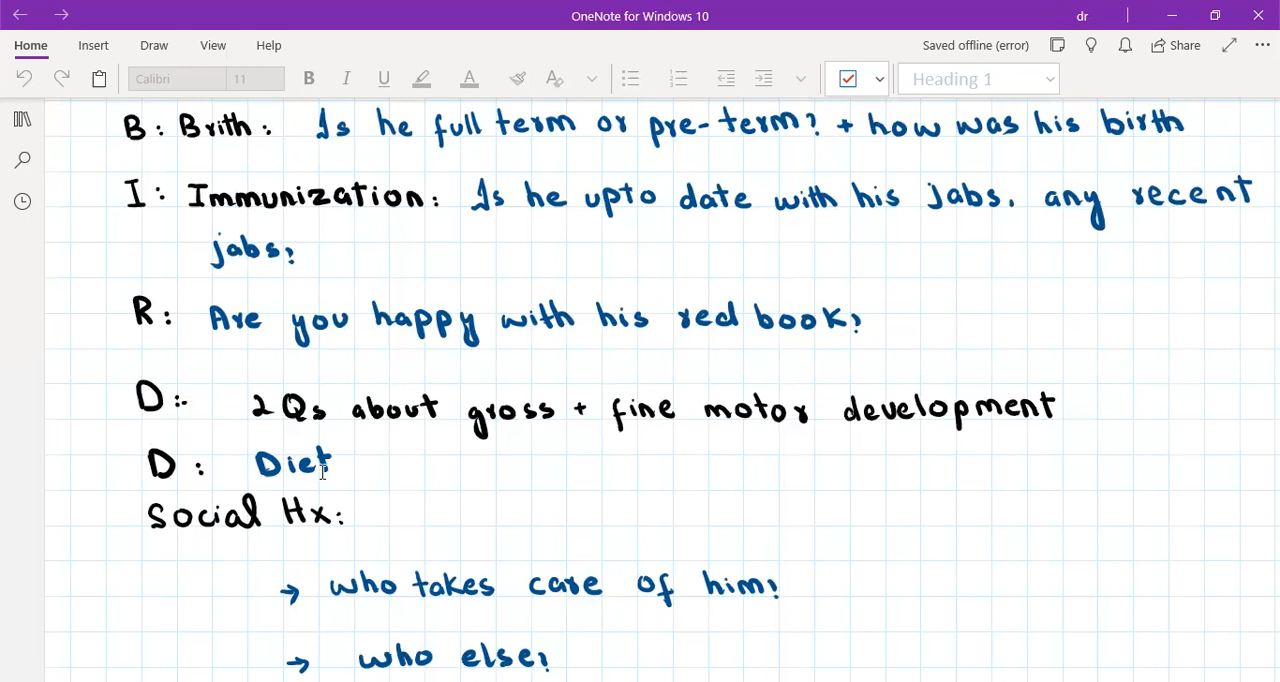 OneNote for Windows 10
dr
Home Insert Draw View Help
Saved offline (error)
Share
Calibri 11
B I U A
Heading 1
B: Brith: Is he full term or pre-term? + how was his birth
I: Immunization: Is he upto date with his jabs. any recent
jabs?
R: Are you happy with his red book?
D:- 2Qs about gross + fine motor development
D: Diet
Social Hx:
→ who takes care of him?
→ who else?